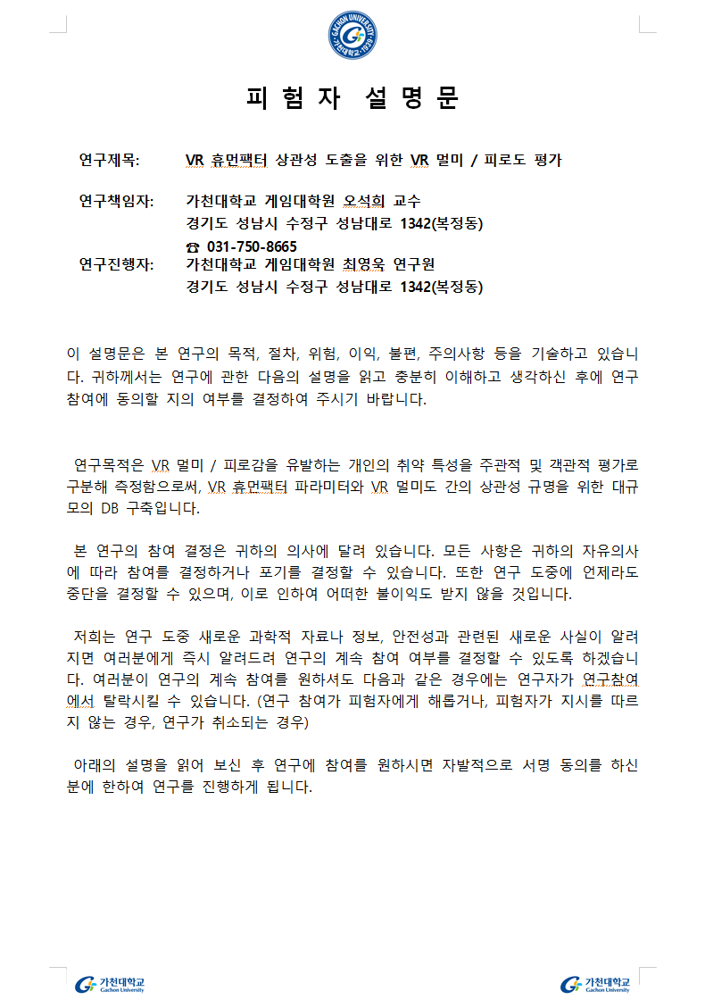 GACHON UNIVERSITY
가천대학교 · 1939
피 험 자 설 명 문
연구제목: VR 휴먼팩터 상관성 도출을 위한 VR 멀미 / 피로도 평가
연구책임자: 가천대학교 게임대학원 오석희 교수
경기도 성남시 수정구 성남대로 1342(복정동)
☎ 031-750-8665
연구진행자: 가천대학교 게임대학원 최영욱 연구원
경기도 성남시 수정구 성남대로 1342(복정동)
이 설명문은 본 연구의 목적, 절차, 위험, 이익, 불편, 주의사항 등을 기술하고 있습니
다. 귀하께서는 연구에 관한 다음의 설명을 읽고 충분히 이해하고 생각하신 후에 연구
참여에 동의할 지의 여부를 결정하여 주시기 바랍니다.
연구목적은 VR 멀미 / 피로감을 유발하는 개인의 취약 특성을 주관적 및 객관적 평가로
구분해 측정함으로써, VR 휴먼팩터 파라미터와 VR 멀미도 간의 상관성 규명을 위한 대규
모의 DB 구축입니다.
본 연구의 참여 결정은 귀하의 의사에 달려 있습니다. 모든 사항은 귀하의 자유의사
에 따라 참여를 결정하거나 포기를 결정할 수 있습니다. 또한 연구 도중에 언제라도
중단을 결정할 수 있으며, 이로 인하여 어떠한 불이익도 받지 않을 것입니다.
저희는 연구 도중 새로운 과학적 자료나 정보, 안전성과 관련된 새로운 사실이 알려
지면 여러분에게 즉시 알려드려 연구의 계속 참여 여부를 결정할 수 있도록 하겠습니
다. 여러분이 연구의 계속 참여를 원하셔도 다음과 같은 경우에는 연구자가 연구참여
에서 탈락시킬 수 있습니다. (연구 참여가 피험자에게 해롭거나, 피험자가 지시를 따르
지 않는 경우, 연구가 취소되는 경우)
아래의 설명을 읽어 보신 후 연구에 참여를 원하시면 자발적으로 서명 동의를 하신
분에 한하여 연구를 진행하게 됩니다.
가천대학교
Gachon University
가천대학교
Gachon University